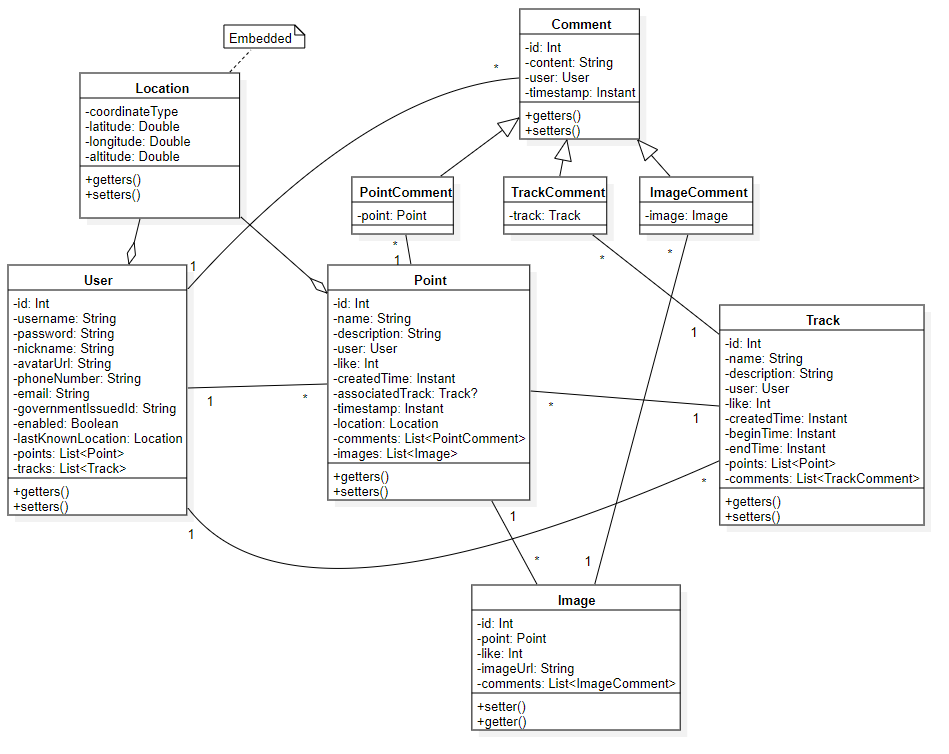 Comment
-id: Int
-content: String
-user: User
-timestamp: Instant
+getters()
+setters()
Embedded
Location
-coordinateType
-latitude: Double
-longitude: Double
-altitude: Double
+getters()
+setters()
*
PointComment
-point: Point
TrackComment
-track: Track
ImageComment
-image: Image
*
1
*
*
1
User
-id: Int
-username: String
-password: String
-nickname: String
-avatarUrl: String
-phoneNumber: String
-email: String
-governmentIssuedId: String
-enabled: Boolean
-lastKnownLocation: Location
-points: List<Point>
-tracks: List<Track>
+getters()
+setters()
Point
-id: Int
-name: String
-description: String
-user: User
-like: Int
-createdTime: Instant
-associatedTrack: Track?
-timestamp: Instant
-location: Location
-comments: List<PointComment>
-images: List<Image>
+getters()
+setters()
1
Track
-id: Int
-name: String
-description: String
-user: User
-like: Int
-createdTime: Instant
-beginTime: Instant
-endTime: Instant
-points: List<Point>
-comments: List<TrackComment>
+getters()
+setters()
1
*
*
1
*
1
1
*
1
Image
-id: Int
-point: Point
-like: Int
-imageUrl: String
-comments: List<ImageComment>
+setter()
+getter()